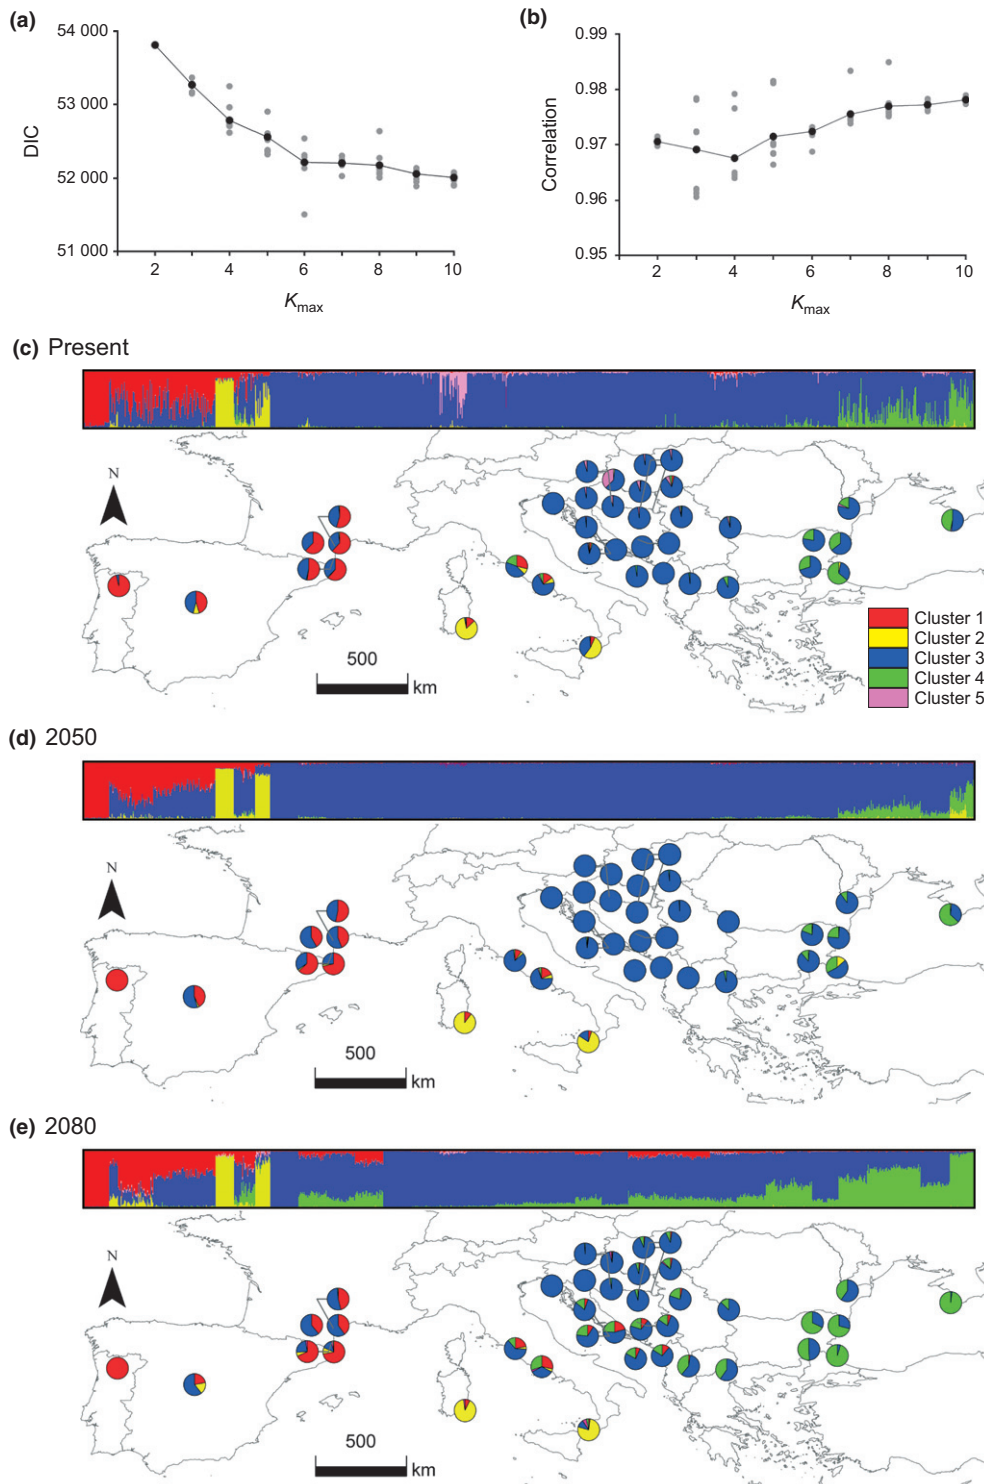 (a)
54 000
53 000
52 000
51 000
DIC
2 4 6 8 10
Kmax
(b)
0.99
0.98
0.97
0.96
0.95
Correlation
2 4 6 8 10
Kmax
(c) Present
N
500
km
Cluster 1
Cluster 2
Cluster 3
Cluster 4
Cluster 5
(d) 2050
N
500
km
(e) 2080
N
500
km